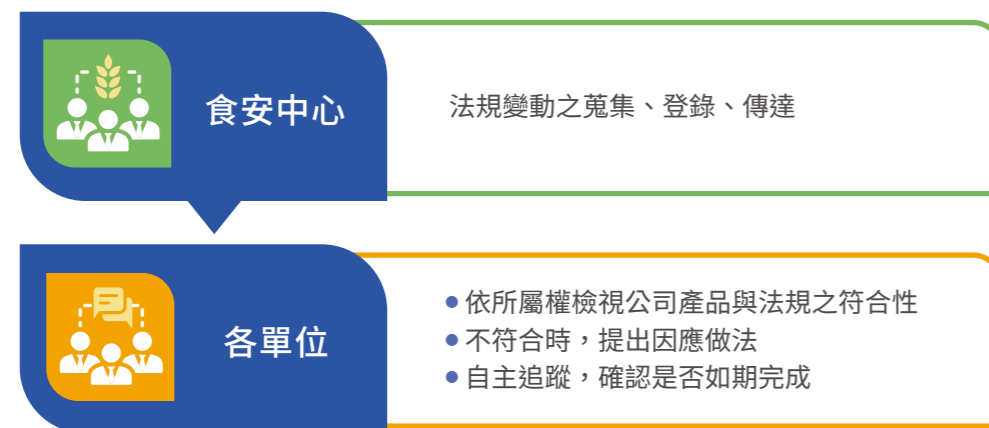 食安中心
法規變動之蒐集、登錄、傳達
各單位
●依所屬權檢視公司產品與法規之符合性
●不符合時，提出因應做法
●自主追蹤，確認是否如期完成